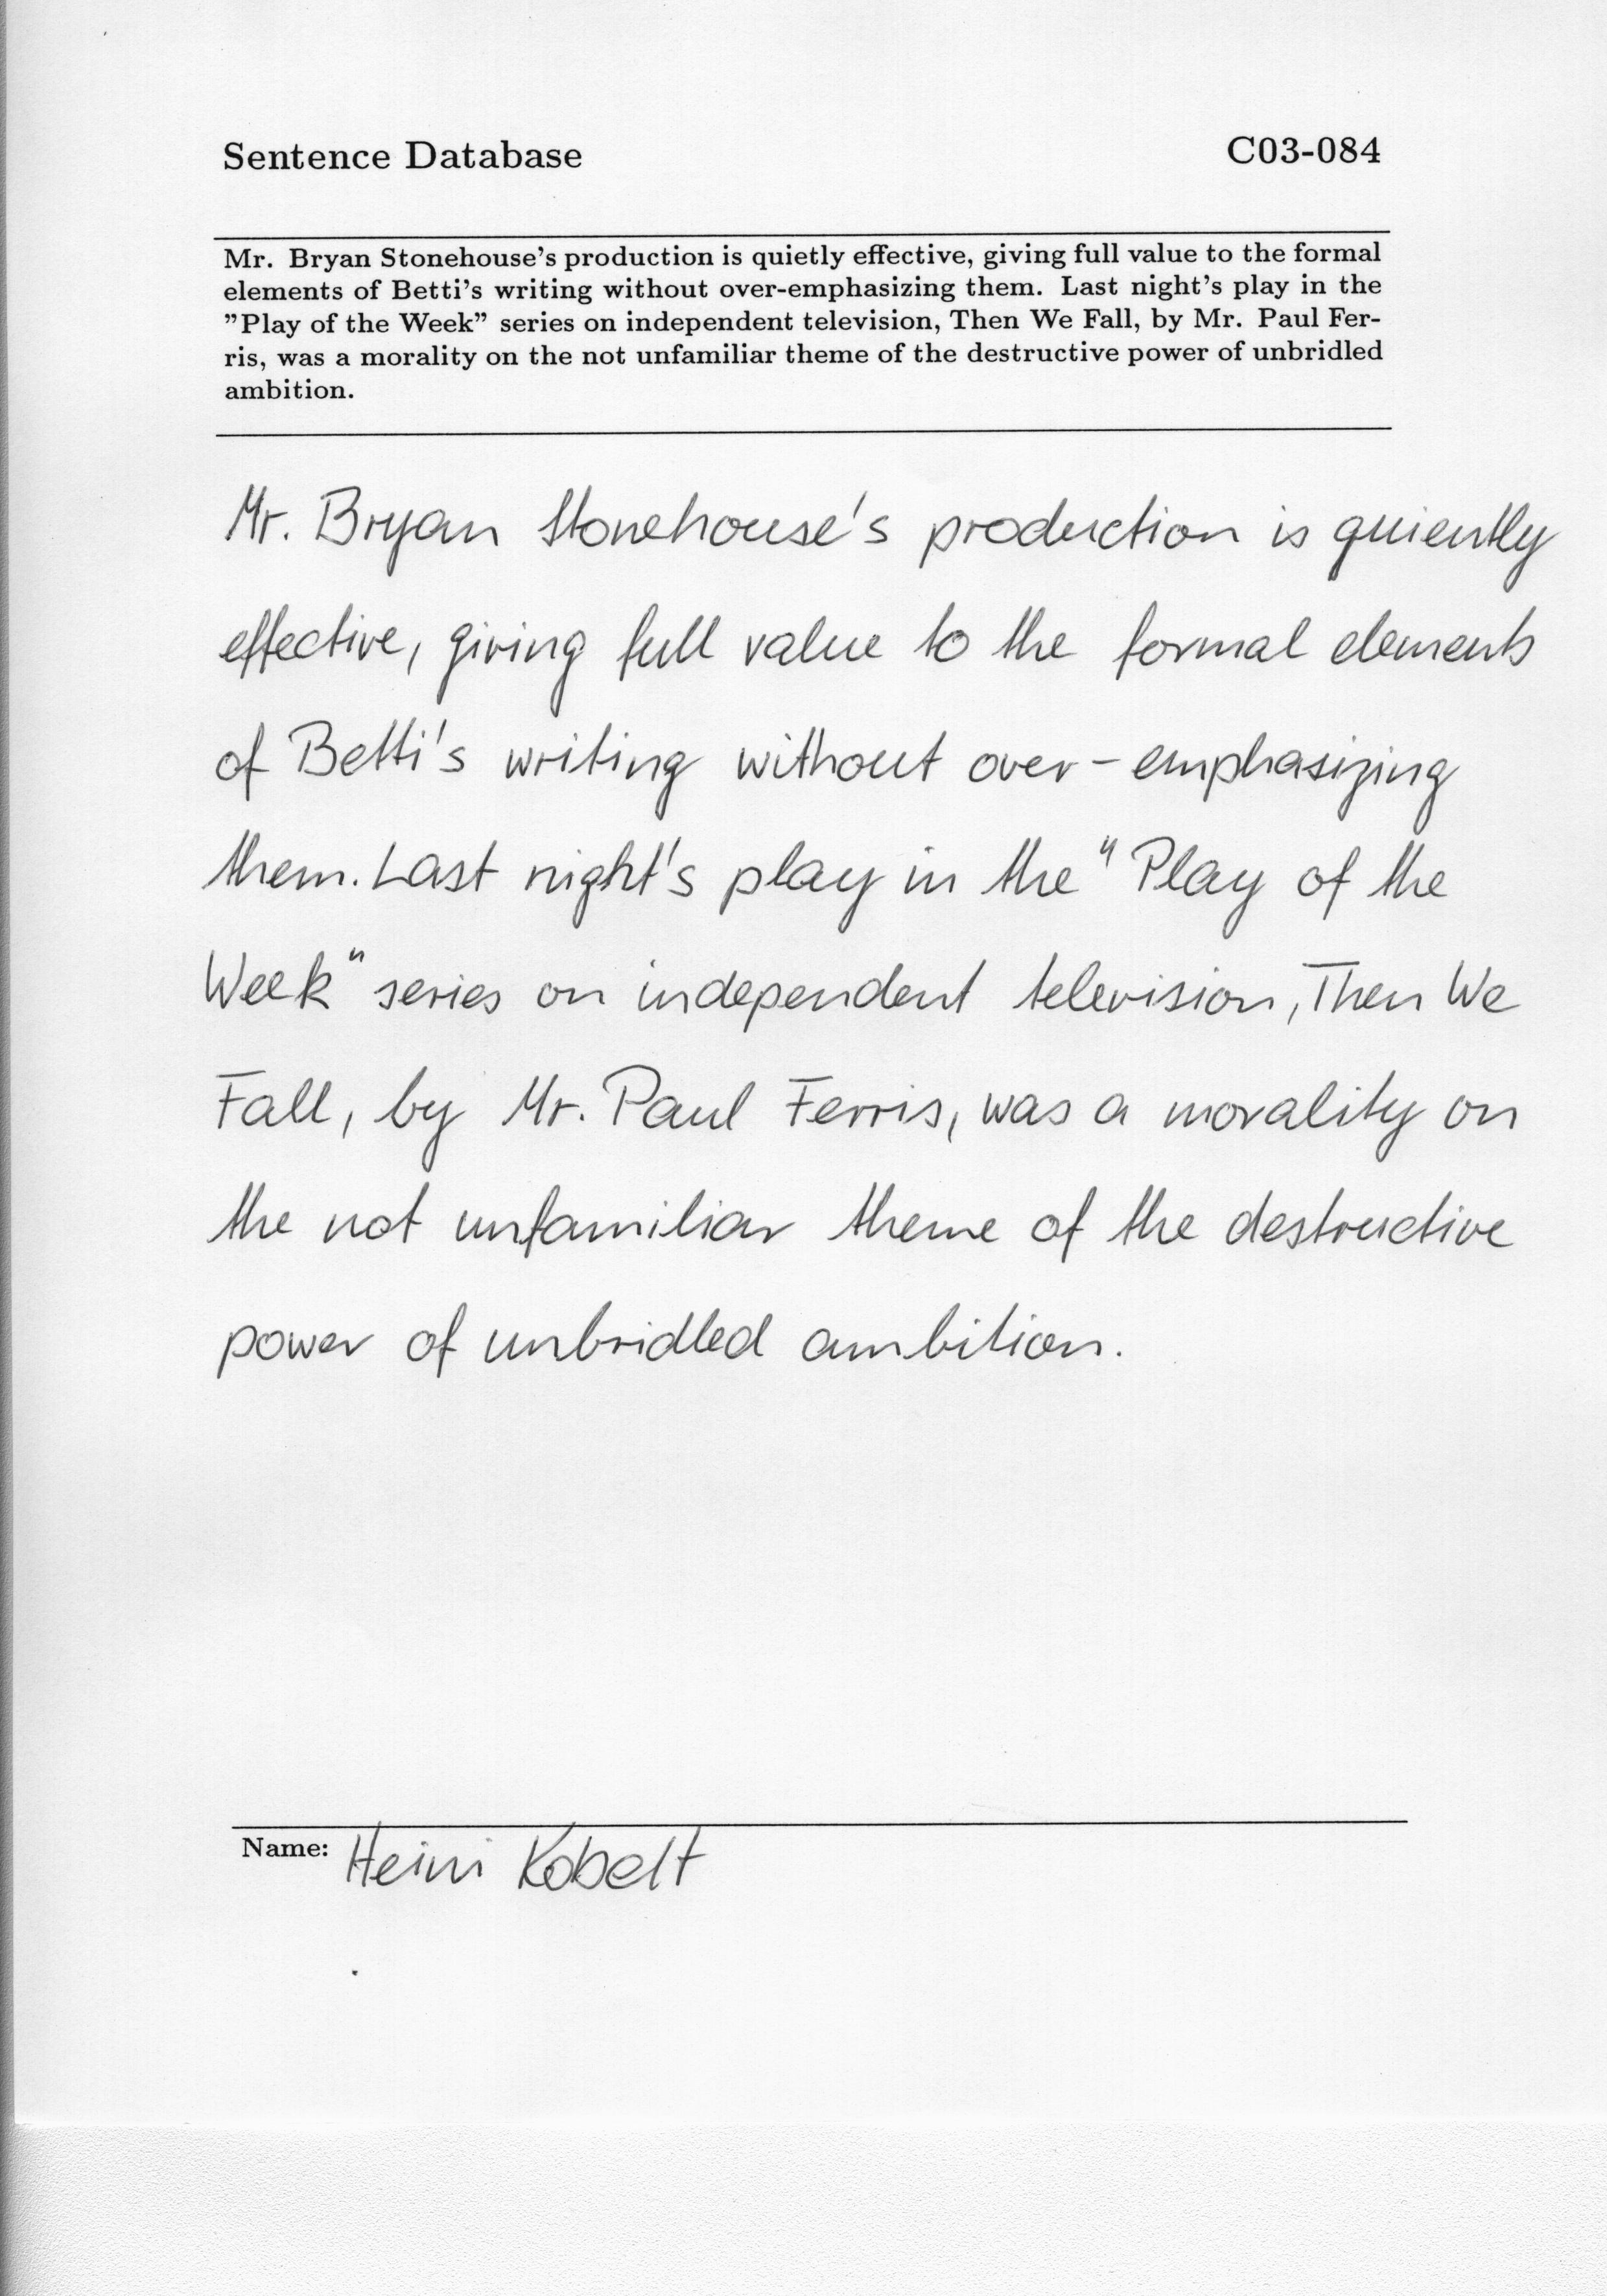 Sentence Database C03-084
Mr. Bryan Stonehouse's production is quietly effective, giving full value to the formal
elements of Betti's writing without over-emphasizing them. Last night's play in the
"Play of the Week" series on independent television, Then We Fall, by Mr. Paul Fer-
ris, was a morality on the not unfamiliar theme of the destructive power of unbridled
ambition.
Mr. Bryan Stonehouse's production is quiently
effective, giving full value to the formal elements
of Betti's writing without over-emphasizing
them. Last night's play in the "Play of the
Week" series on independent television, Then We
Fall, by Mr. Paul Ferris, was a morality on
the not unfamiliar theme of the destructive
power of unbridled ambition.
Name: Heini Kobelt